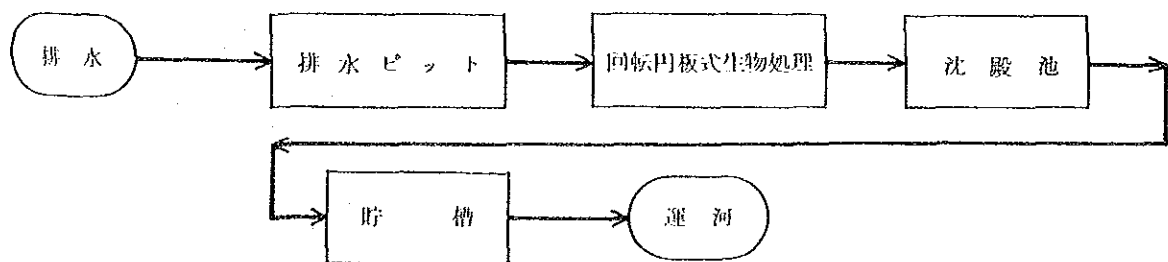 排水
排水ピット
回転円板式生物処理
沈殿池
貯槽
運河